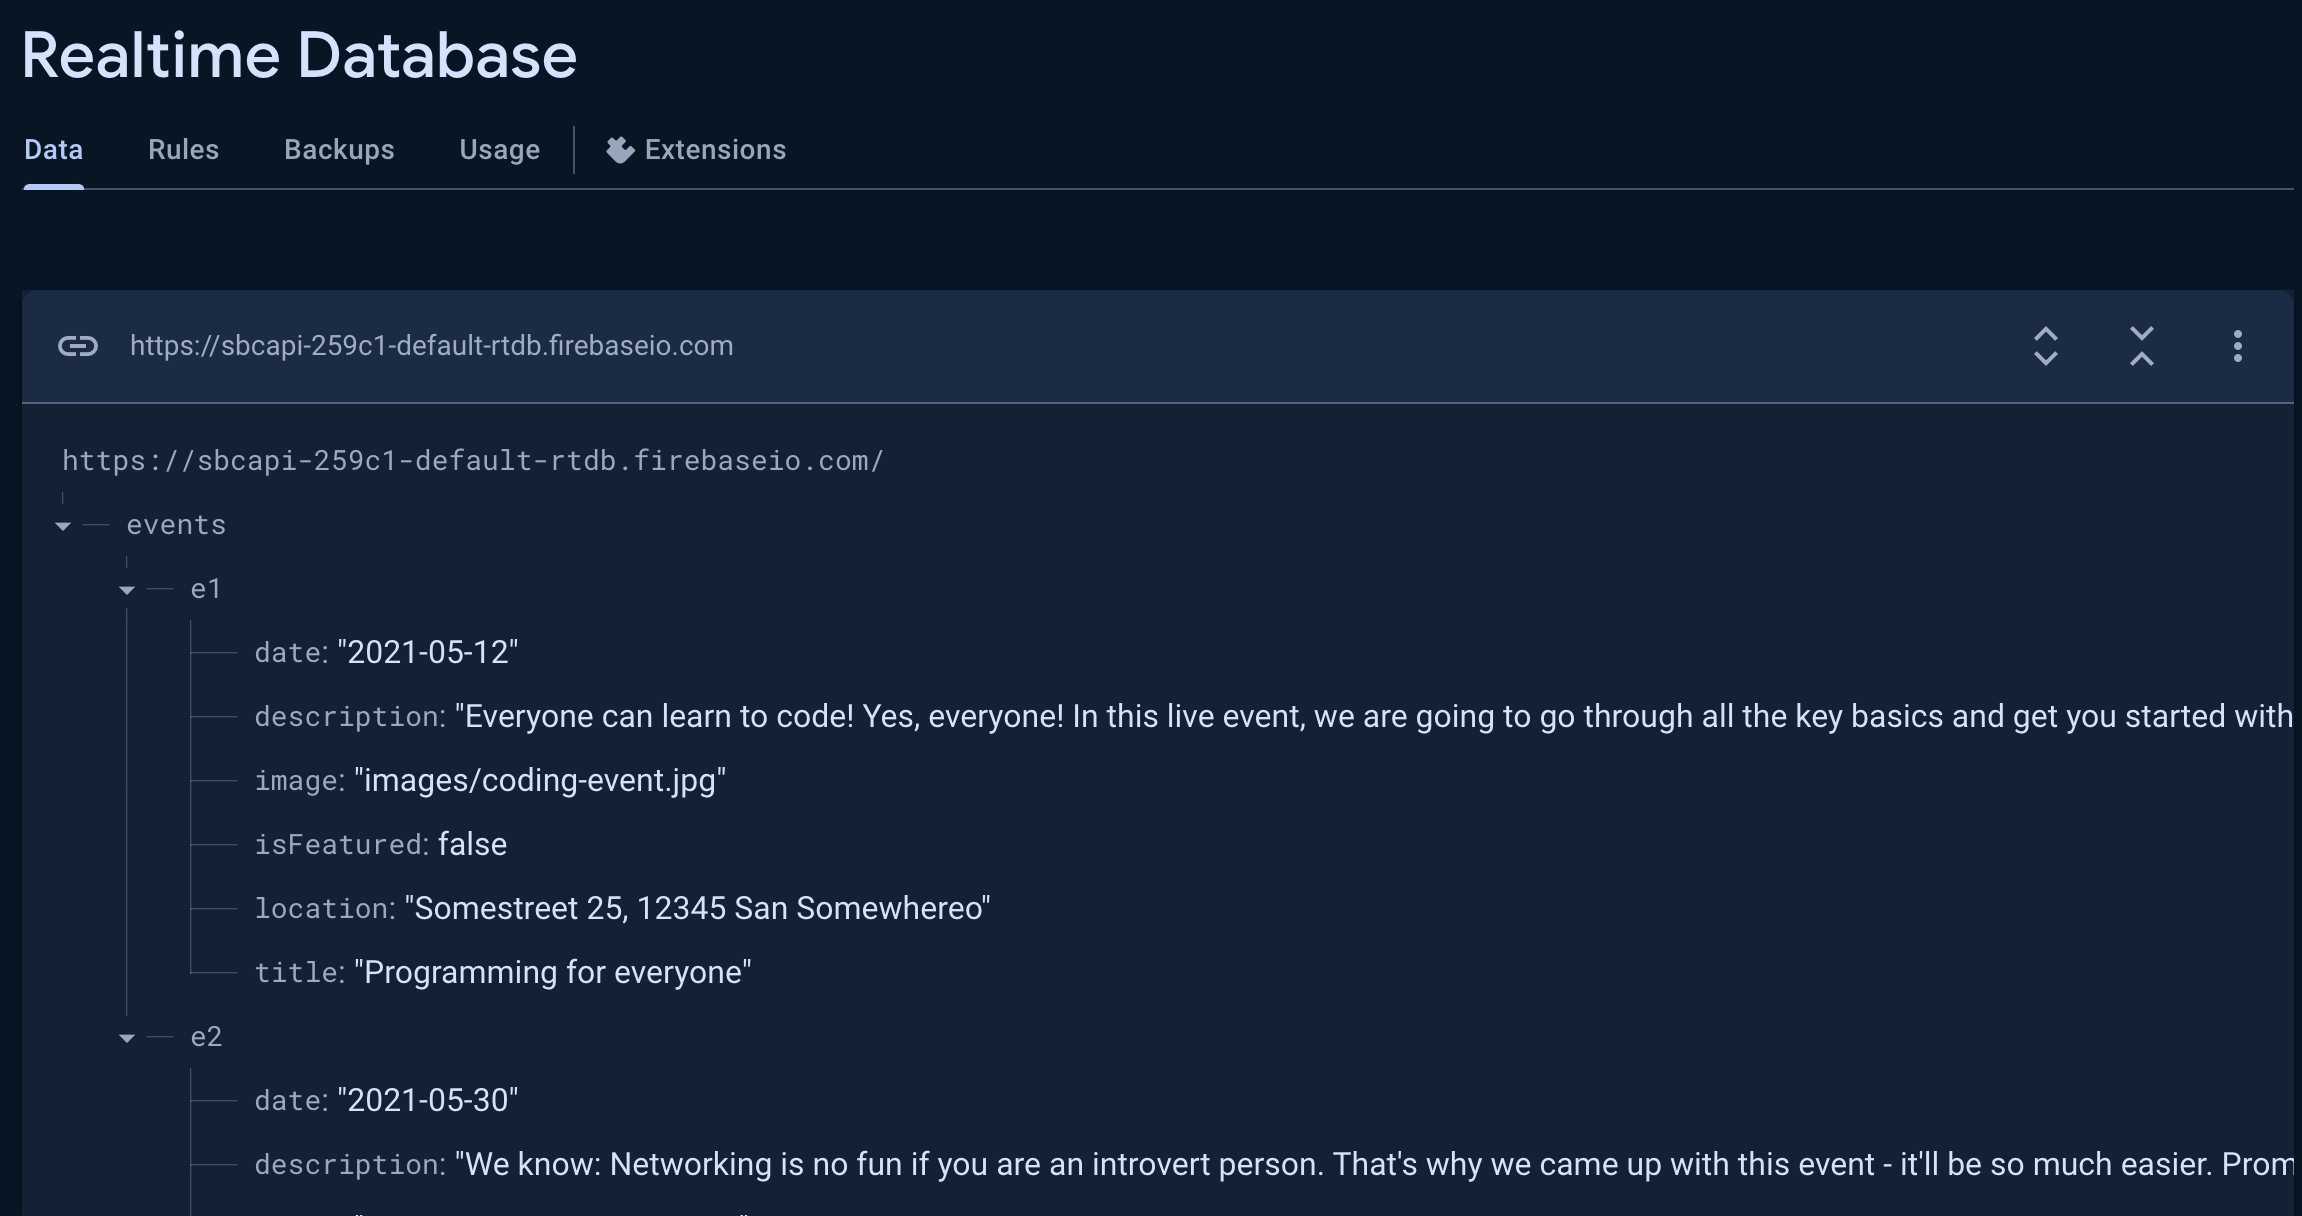 Realtime Database
Data Rules Backups Usage Extensions
https://sbcapi-259c1-default-rtdb.firebaseio.com
https://sbcapi-259c1-default-rtdb.firebaseio.com/
events
e1
date: "2021-05-12"
description: "Everyone can learn to code! Yes, everyone! In this live event, we are going to go through all the key basics and get you started with
image: "images/coding-event.jpg"
isFeatured: false
location: "Somestreet 25, 12345 San Somewhereo"
title: "Programming for everyone"
e2
date: "2021-05-30"
description: "We know: Networking is no fun if you are an introvert person. That's why we came up with this event - it'll be so much easier. Prom